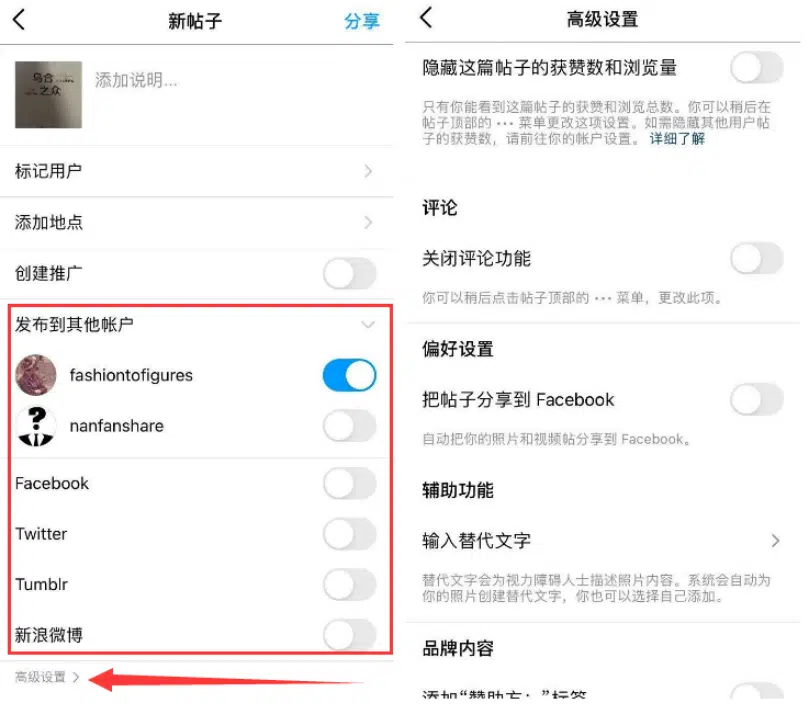 新帖子
分享
乌合
之众
添加说明...
标记用户
添加地点
创建推广
发布到其他帐户
fashiontofigures
nanfanshare
Facebook
Twitter
Tumblr
新浪微博
高级设置
高级设置
隐藏这篇帖子的获赞数和浏览量
只有你能看到这篇帖子的获赞和浏览总数。你可以稍后在
帖子顶部的 ••• 菜单更改这项设置。如需隐藏其他用户帖
子的获赞数，请前往你的帐户设置。 详细了解
评论
关闭评论功能
你可以稍后点击帖子顶部的 ••• 菜单，更改此项。
偏好设置
把帖子分享到 Facebook
自动把你的照片和视频帖分享到 Facebook。
辅助功能
输入替代文字
替代文字会为视力障碍人士描述照片内容。系统会自动为
你的照片创建替代文字，你也可以选择自己添加。
品牌内容
添加“赞助方：”标签